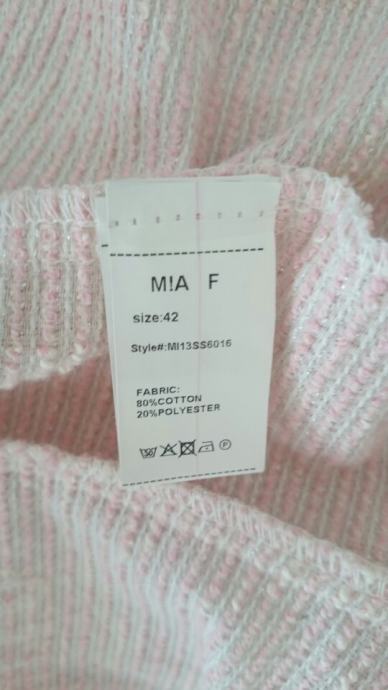 M!A F
size:42
Style#:MI13SS6016
FABRIC:
80%COTTON
20%POLYESTER
P